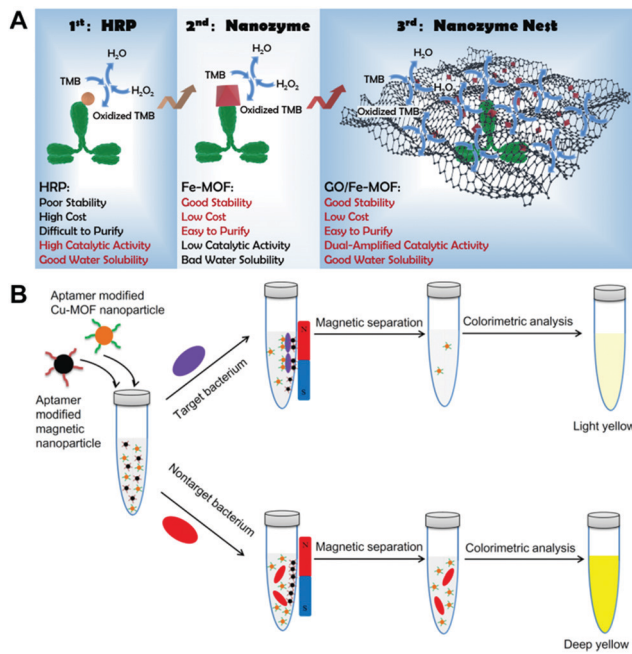 A
1st: HRP
2nd: Nanozyme
3rd: Nanozyme Nest
H₂O
TMB
H₂O₂
Oxidized TMB
H₂O
TMB
H₂O₂
Oxidized TMB
H₂O
TMB
H₂O₂
Oxidized TMB
HRP:
Poor Stability
High Cost
Difficult to Purify
High Catalytic Activity
Good Water Solubility
Fe-MOF:
Good Stability
Low Cost
Easy to Purify
Low Catalytic Activity
Bad Water Solubility
GO/Fe-MOF:
Good Stability
Low Cost
Easy to Purify
Dual-Amplified Catalytic Activity
Good Water Solubility
B
Aptamer modified
Cu-MOF nanoparticle
Aptamer modified
magnetic
nanoparticle
Target bacterium
N
S
Magnetic separation
Colorimetric analysis
Light yellow
Nontarget bacterium
N
S
Magnetic separation
Colorimetric analysis
Deep yellow